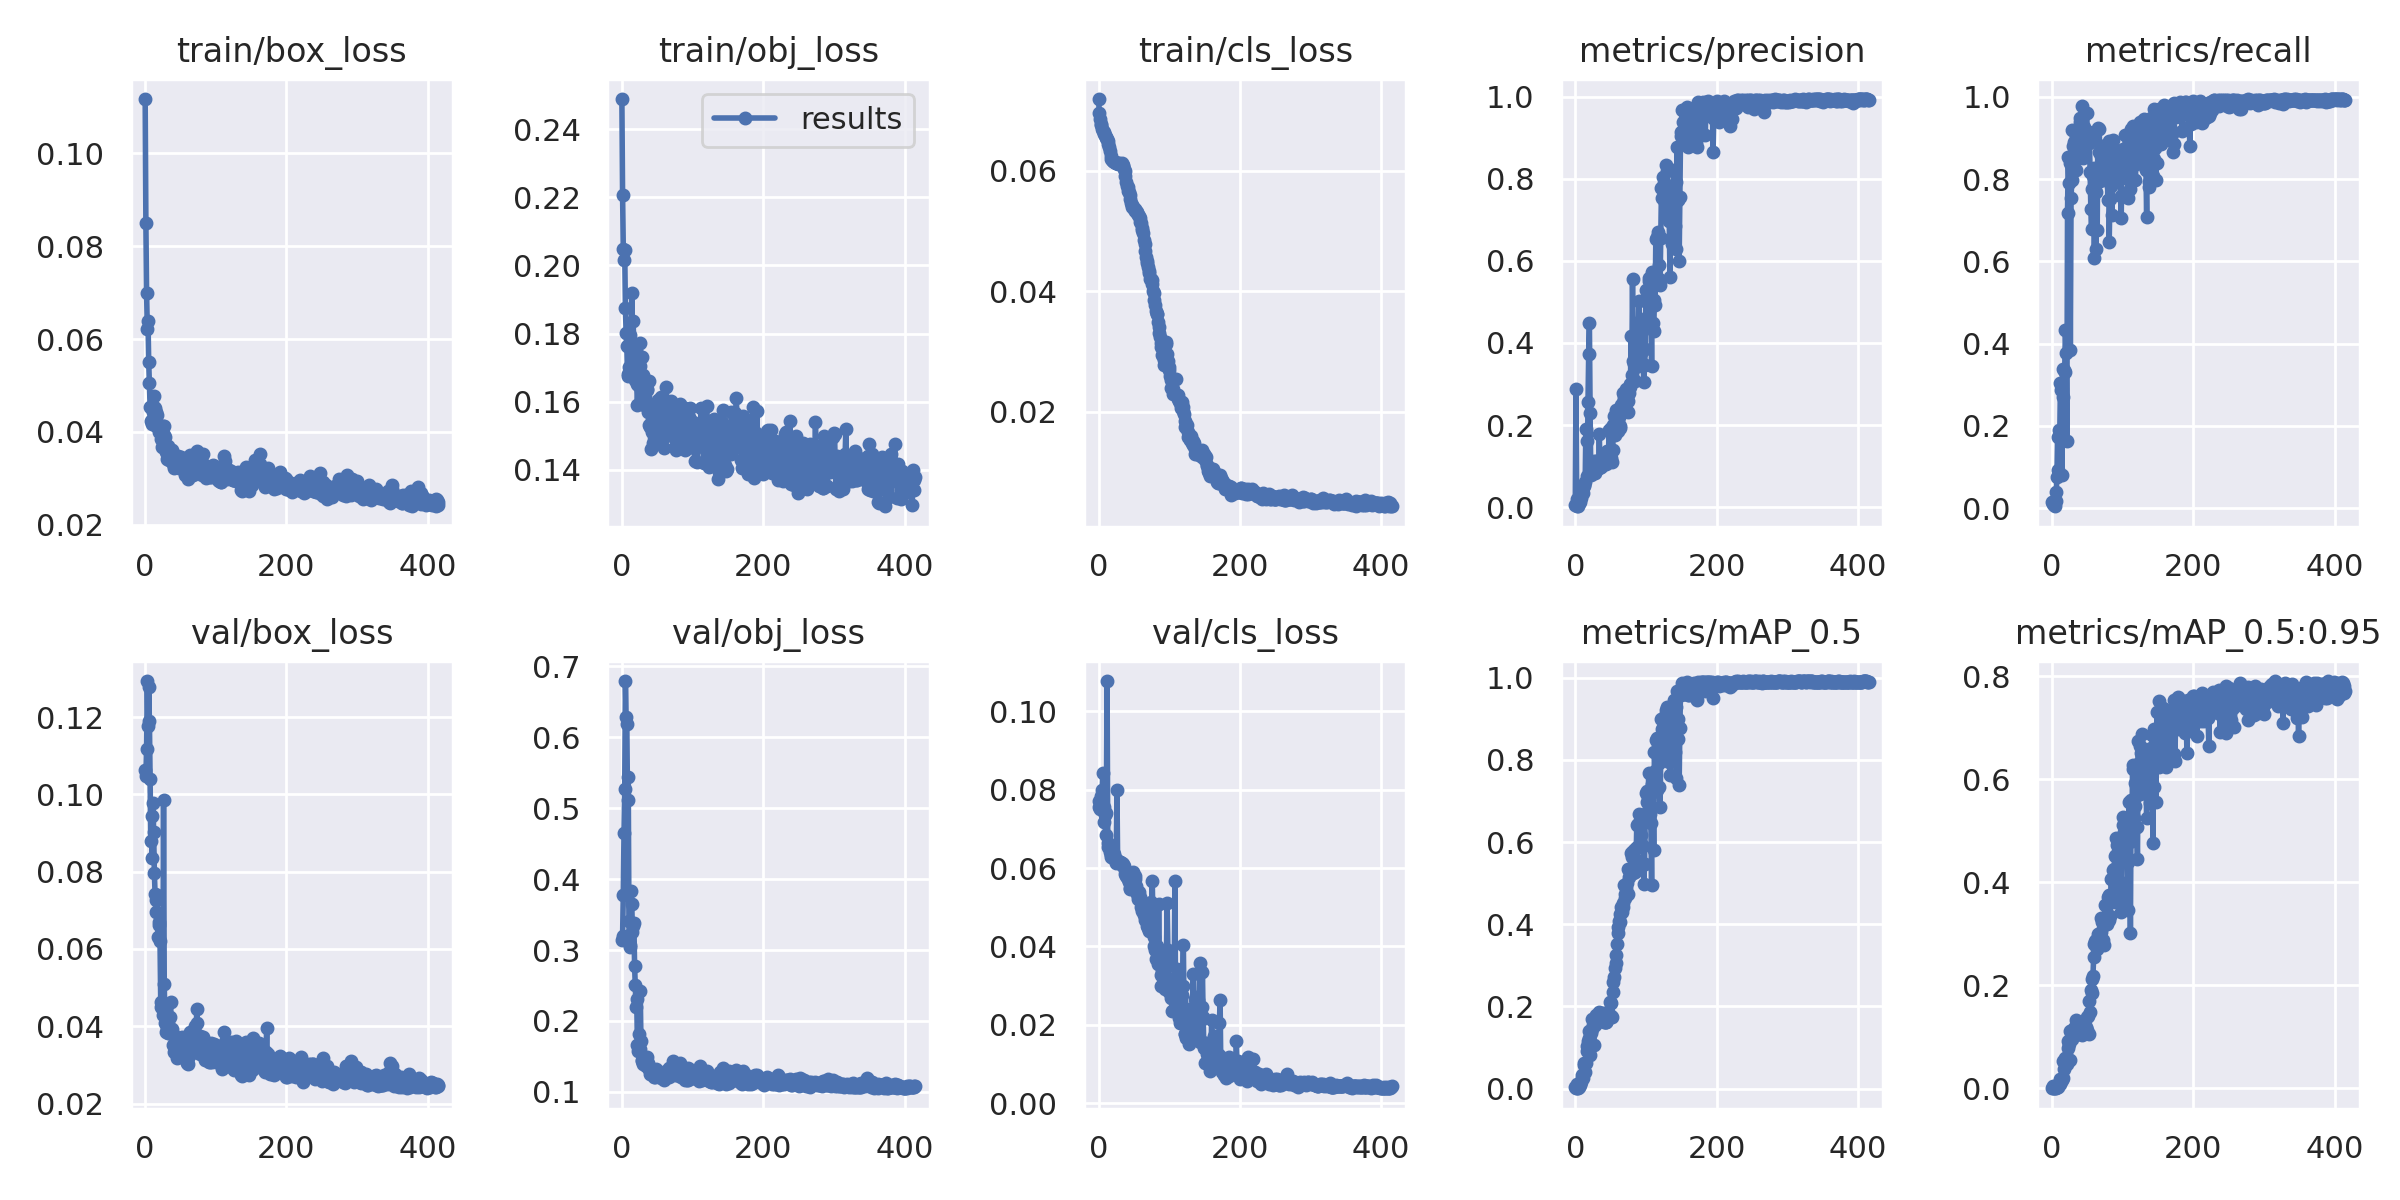 train/box_loss
0.10
0.08
0.06
0.04
0.02
0 200 400
train/obj_loss
results
0.24
0.22
0.20
0.18
0.16
0.14
0 200 400
train/cls_loss
0.06
0.04
0.02
0 200 400
metrics/precision
1.0
0.8
0.6
0.4
0.2
0.0
0 200 400
metrics/recall
1.0
0.8
0.6
0.4
0.2
0.0
0 200 400
val/box_loss
0.12
0.10
0.08
0.06
0.04
0.02
0 200 400
val/obj_loss
0.7
0.6
0.5
0.4
0.3
0.2
0.1
0 200 400
val/cls_loss
0.10
0.08
0.06
0.04
0.02
0.00
0 200 400
metrics/mAP_0.5
1.0
0.8
0.6
0.4
0.2
0.0
0 200 400
metrics/mAP_0.5:0.95
0.8
0.6
0.4
0.2
0.0
0 200 400